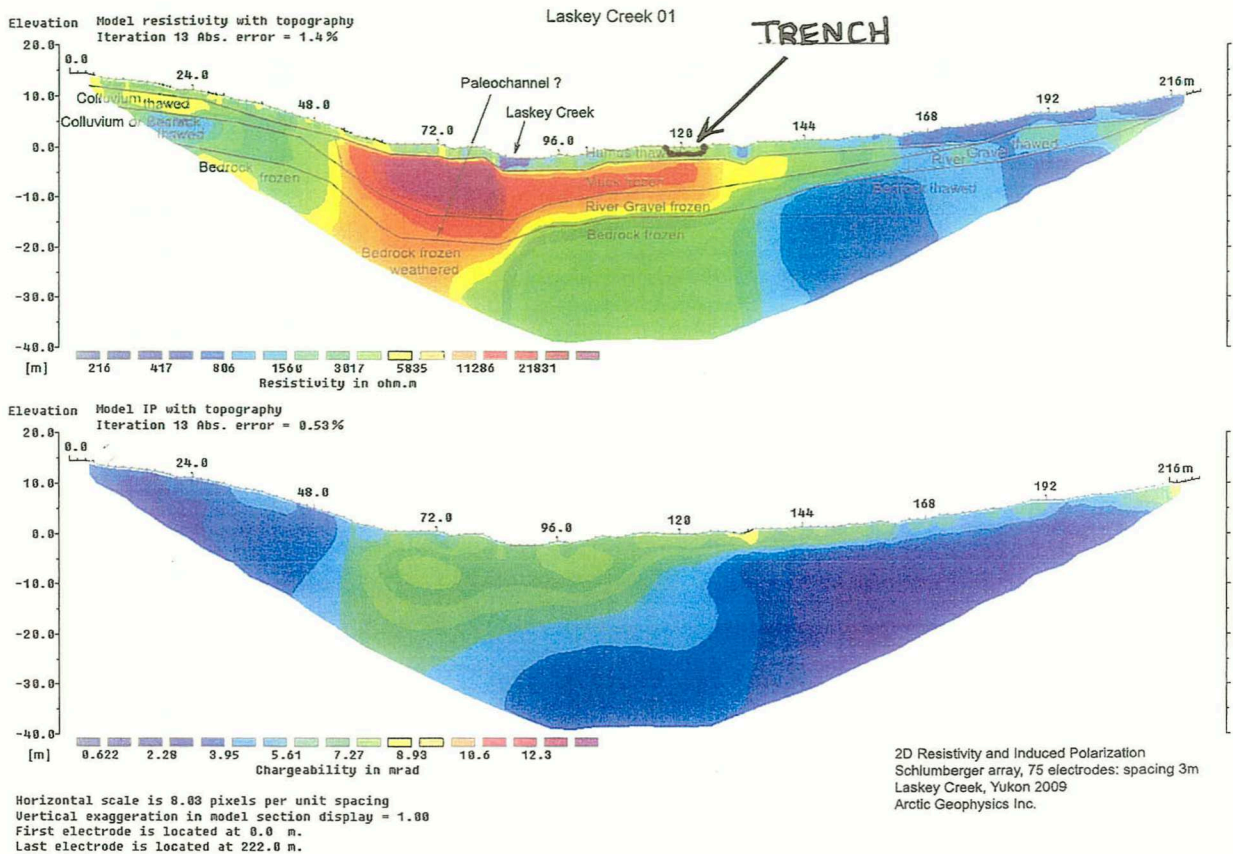 Laskey Creek 01
TRENCH
Elevation Model resistivity with topography
Iteration 13 Abs. error = 1.4%
20.0
10.0
0.0
-10.0
-20.0
-30.0
-40.0
0.0 24.0 48.0 72.0 96.0 120 144 168 192 216m
Paleochannel ?
Laskey Creek
Colluvium thawed
Colluvium or Bedrock
thawed
Bedrock
frozen
Humus thawed
frozen
River Gravel frozen
Bedrock frozen
Bedrock frozen
weathered
River Gravel
thawed
Bedrock thawed
[m] 216 417 806 1560 3017 5835 11286 21831
Resistivity in ohm.m
Elevation Model IP with topography
Iteration 13 Abs. error = 0.53%
20.0
10.0
0.0
-10.0
-20.0
-30.0
-40.0
0.0 24.0 48.0 72.0 96.0 120 144 168 192 216m
[m] 0.622 2.28 3.95 5.61 7.27 8.93 10.6 12.3
Chargeability in mrad
2D Resistivity and Induced Polarization
Schlumberger array, 75 electrodes: spacing 3m
Laskey Creek, Yukon 2009
Arctic Geophysics Inc.
Horizontal scale is 8.03 pixels per unit spacing
Vertical exaggeration in model section display = 1.00
First electrode is located at 0.0 m.
Last electrode is located at 222.0 m.